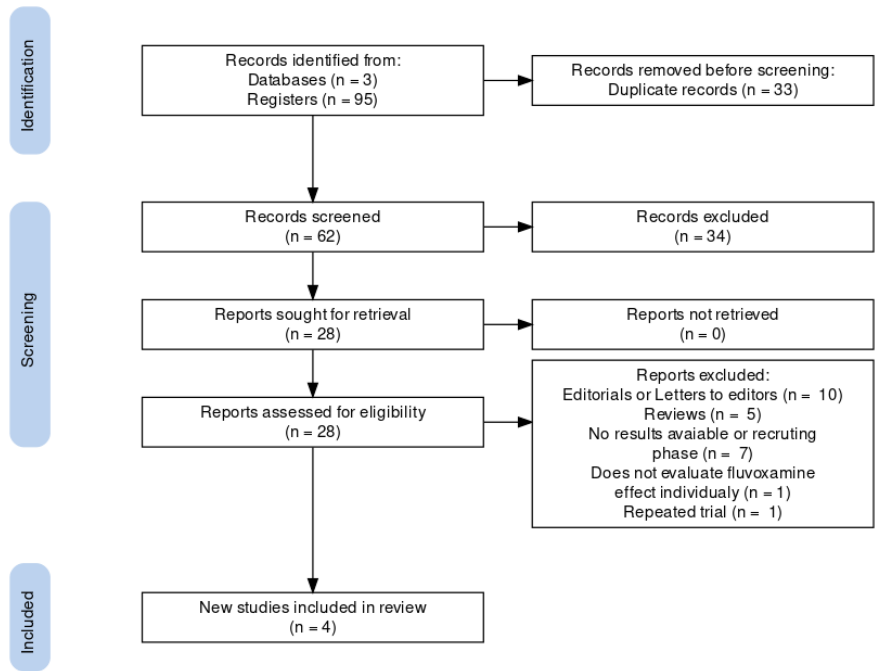 Identification
Records identified from:
Databases (n = 3)
Registers (n = 95)
Records removed before screening:
Duplicate records (n = 33)
Screening
Records screened
(n = 62)
Records excluded
(n = 34)
Reports sought for retrieval
(n = 28)
Reports not retrieved
(n = 0)
Reports assessed for eligibility
(n = 28)
Reports excluded:
Editorials or Letters to editors (n = 10)
Reviews (n = 5)
No results avaiable or recruting
phase (n = 7)
Does not evaluate fluvoxamine
effect individualy (n = 1)
Repeated trial (n = 1)
Included
New studies included in review
(n = 4)